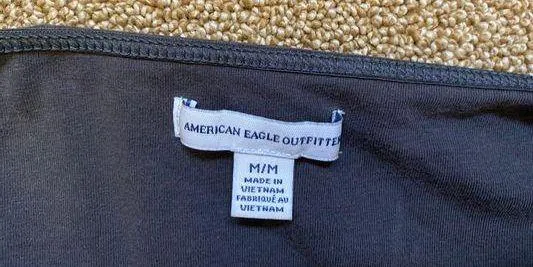 AMERICAN EAGLE OUTFITTER
M/M
MADE IN
VIETNAM
FABRIQUÉ AU
VIETNAM